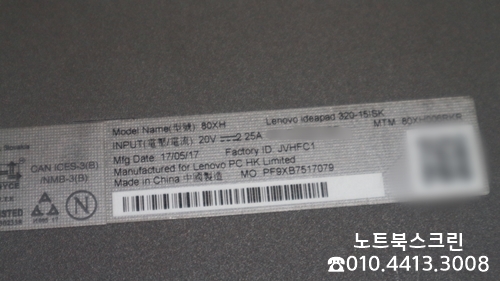 Model Name(型號): 80XH Lenovo ideapad 320-15ISK
INPUT(電壓/電流): 20V⎓2.25A MTM:
Mfg Date: 17/05/17 Factory ID: JVHFC1
CAN ICES-3(B)
/NMB-3(B)
Manufactured for Lenovo PC HK Limited
Made in China 中國製造 MO: PF9XB7517079
노트북스크린
☎010.4413.3008